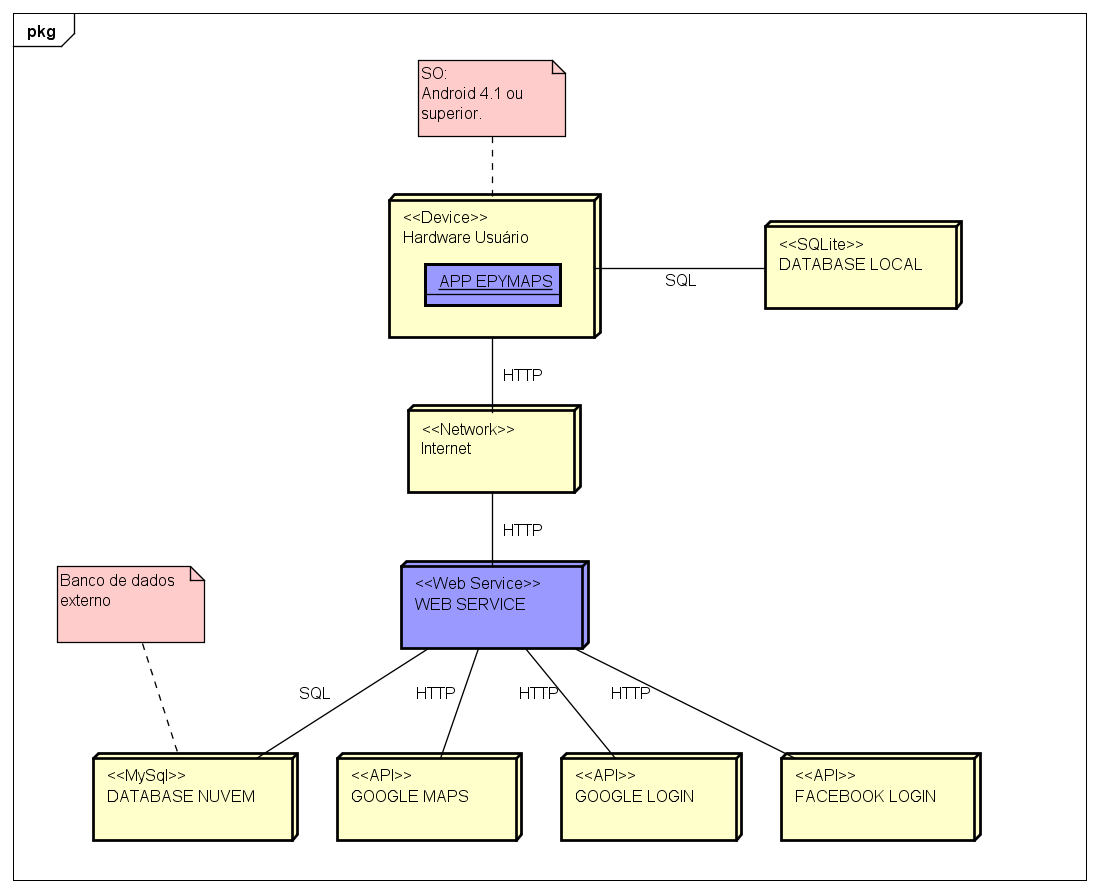 pkg
SO:
Android 4.1 ou
superior.
<<Device>>
Hardware Usuário
APP EPYMAPS
<<SQLite>>
DATABASE LOCAL
SQL
HTTP
<<Network>>
Internet
HTTP
Banco de dados
externo
<<Web Service>>
WEB SERVICE
SQL
HTTP
HTTP
HTTP
<<MySql>>
DATABASE NUVEM
<<API>>
GOOGLE MAPS
<<API>>
GOOGLE LOGIN
<<API>>
FACEBOOK LOGIN